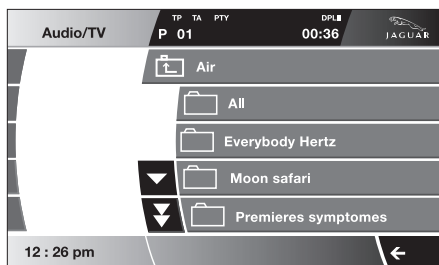 Audio/TV
TP TA PTY DPLII
P 01 00:36
JAGUAR
Air
All
Everybody Hertz
Moon safari
Premieres symptomes
12 : 26 pm